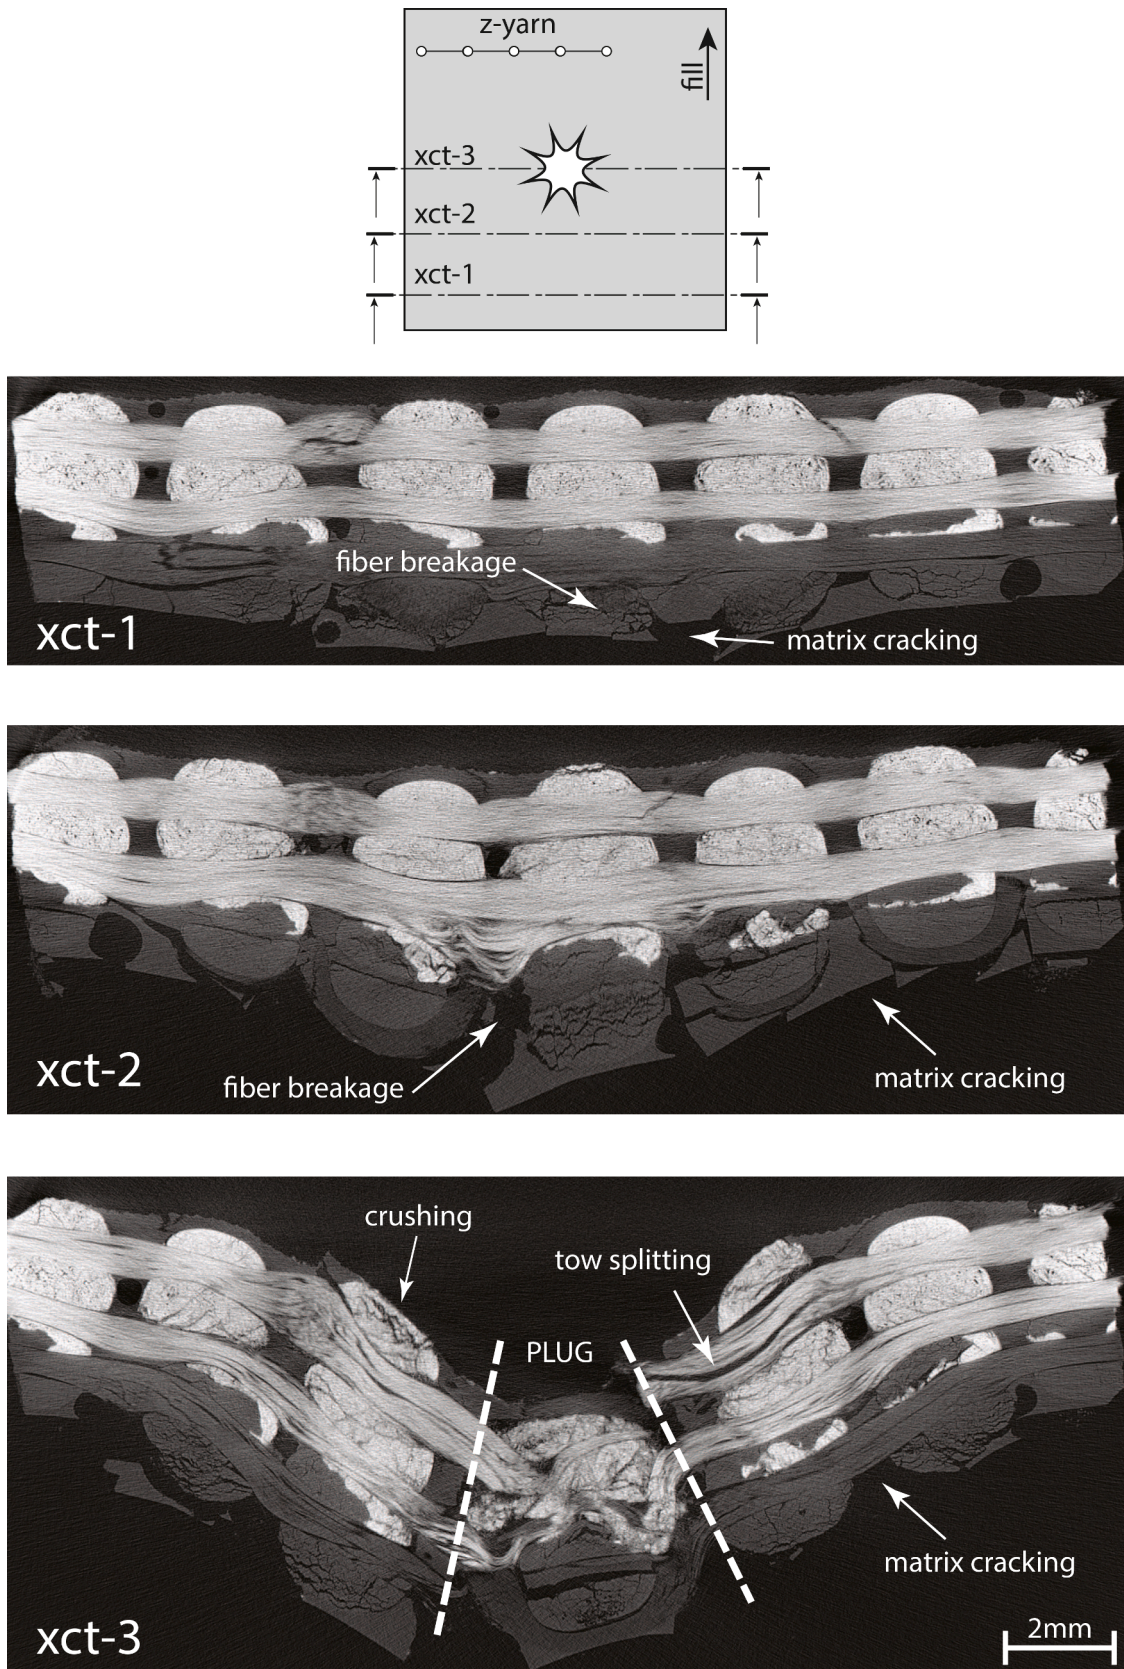 z-yarn
fill
xct-3
xct-2
xct-1
fiber breakage
matrix cracking
xct-1
fiber breakage
matrix cracking
xct-2
crushing
tow splitting
PLUG
matrix cracking
xct-3
2mm